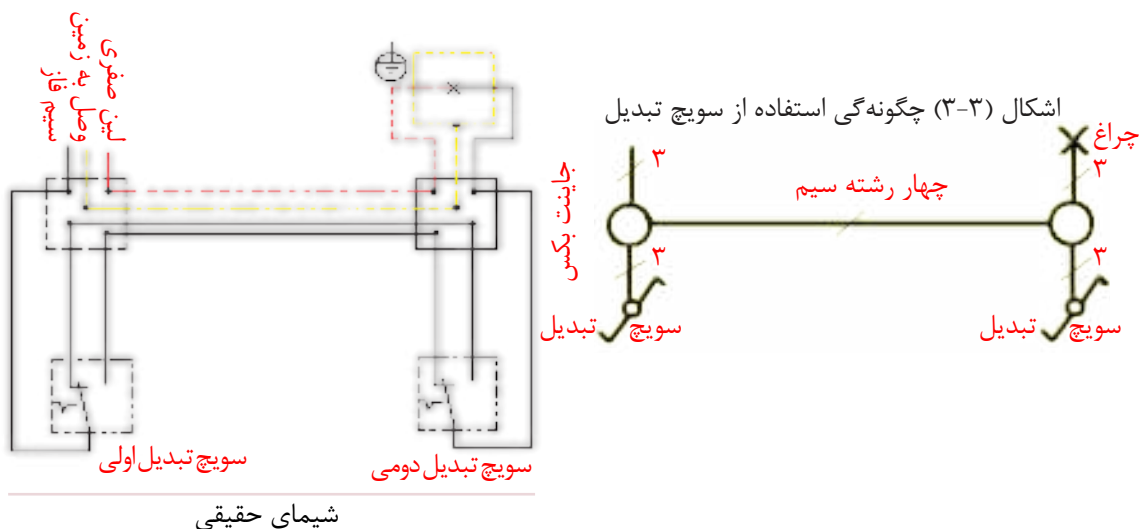 اشکال (۳-۳) چگونه‌گی استفاده از سویچ تبدیل
چراغ
۳
۳
چهار رشته سیم
۳
۳
سویچ تبدیل
سویچ تبدیل
لین صفری
وصل به زمین
سیم فاز
جاینت بکس
سویچ تبدیل دومی
سویچ تبدیل اولی
شیمای حقیقی